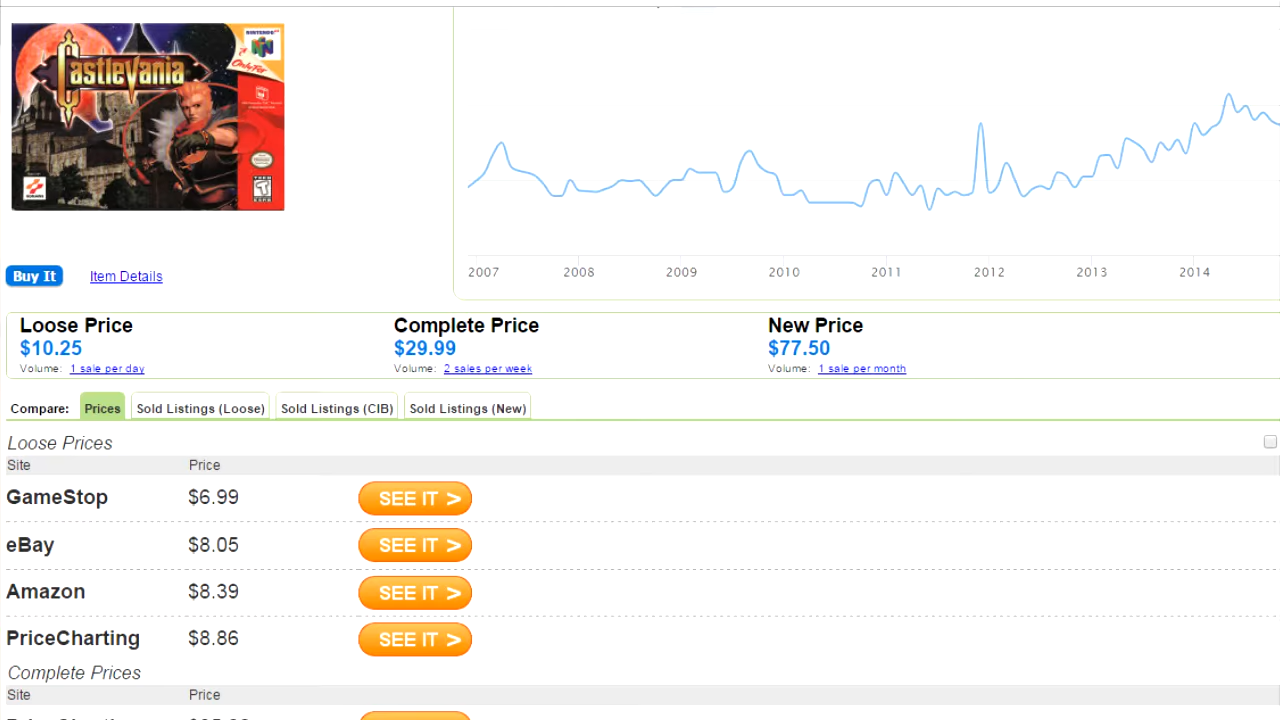 NINTENDO 64
Only For
Castlevania
KONAMI
Buy It
Item Details
2007 2008 2009 2010 2011 2012 2013 2014
Loose Price Complete Price New Price
$10.25 $29.99 $77.50
Volume: 1 sale per day Volume: 2 sales per week Volume: 1 sale per month
Compare: Prices Sold Listings (Loose) Sold Listings (CIB) Sold Listings (New)
Loose Prices
Site Price
GameStop $6.99 SEE IT >
eBay $8.05 SEE IT >
Amazon $8.39 SEE IT >
PriceCharting $8.86 SEE IT >
Complete Prices
Site Price